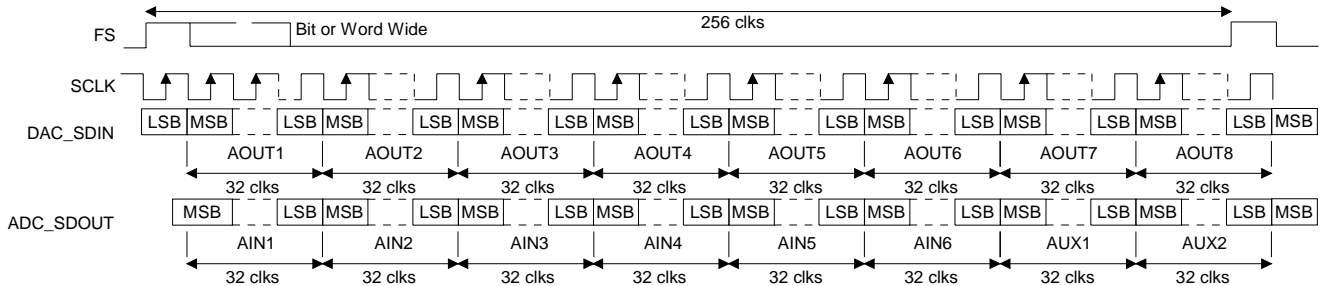 256 clks
FS
Bit or Word Wide
SCLK
DAC_SDIN
LSB MSB LSB MSB LSB MSB LSB MSB LSB MSB LSB MSB LSB MSB LSB MSB LSB MSB
AOUT1 AOUT2 AOUT3 AOUT4 AOUT5 AOUT6 AOUT7 AOUT8
32 clks 32 clks 32 clks 32 clks 32 clks 32 clks 32 clks 32 clks
ADC_SDOUT
MSB LSB MSB LSB MSB LSB MSB LSB MSB LSB MSB LSB MSB LSB MSB LSB MSB
AIN1 AIN2 AIN3 AIN4 AIN5 AIN6 AUX1 AUX2
32 clks 32 clks 32 clks 32 clks 32 clks 32 clks 32 clks 32 clks